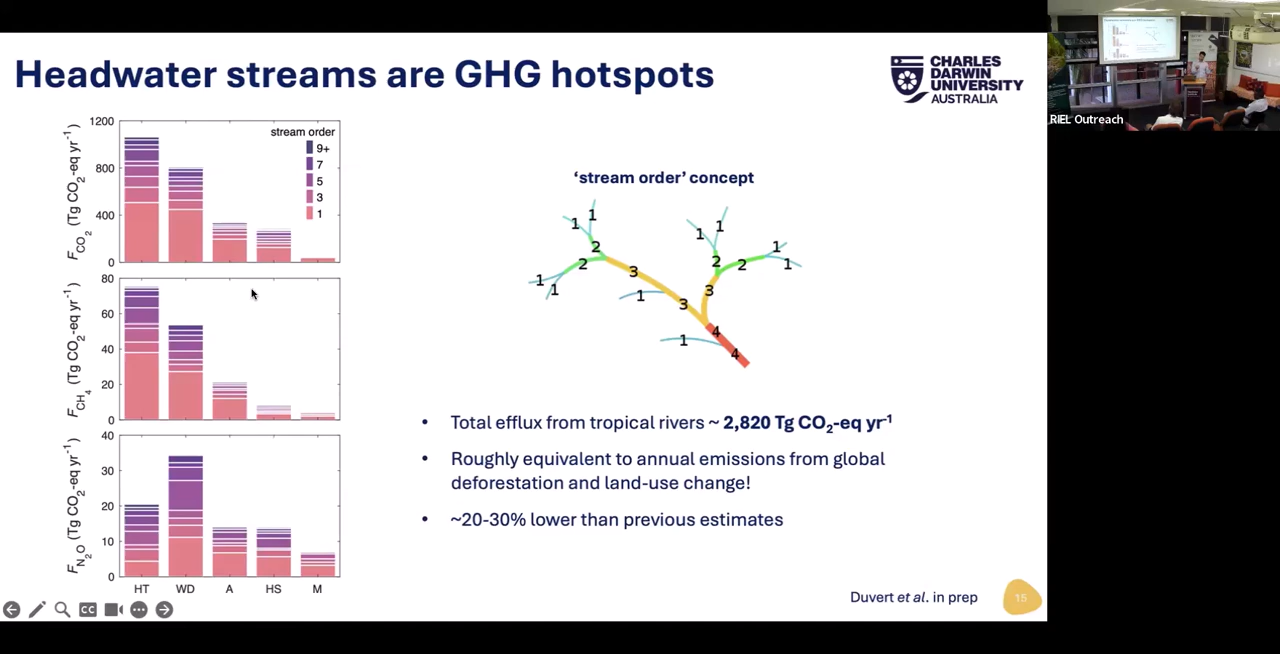 Headwater streams are GHG hotspots
CHARLES
DARWIN
UNIVERSITY
AUSTRALIA
RIEL Outreach
1200
800
400
0
F_CO₂ (Tg CO₂-eq yr⁻¹)
stream order
9+
7
5
3
1
80
60
40
20
0
F_CH₄ (Tg CO₂-eq yr⁻¹)
40
30
20
10
0
F_N₂O (Tg CO₂-eq yr⁻¹)
HT WD A HS M
'stream order' concept
1 1 1 1
2 2 1
2 3 2 1
1 1 1 3 3
1 4
4
• Total efflux from tropical rivers ~ 2,820 Tg CO₂-eq yr⁻¹
• Roughly equivalent to annual emissions from global
deforestation and land-use change!
• ~20-30% lower than previous estimates
Duvert et al. in prep
15
CC